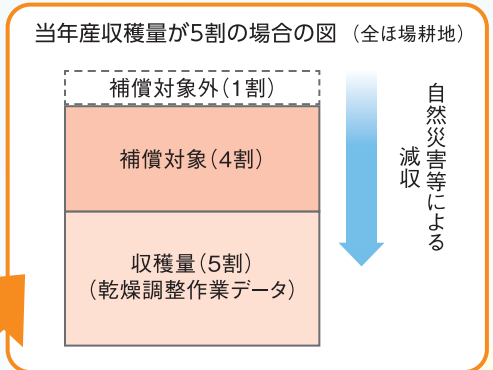 当年産収穫量が5割の場合の図（全ほ場耕地）
補償対象外（1割）
補償対象（4割）
収穫量（5割）
（乾燥調整作業データ）
自然災害等による
減収